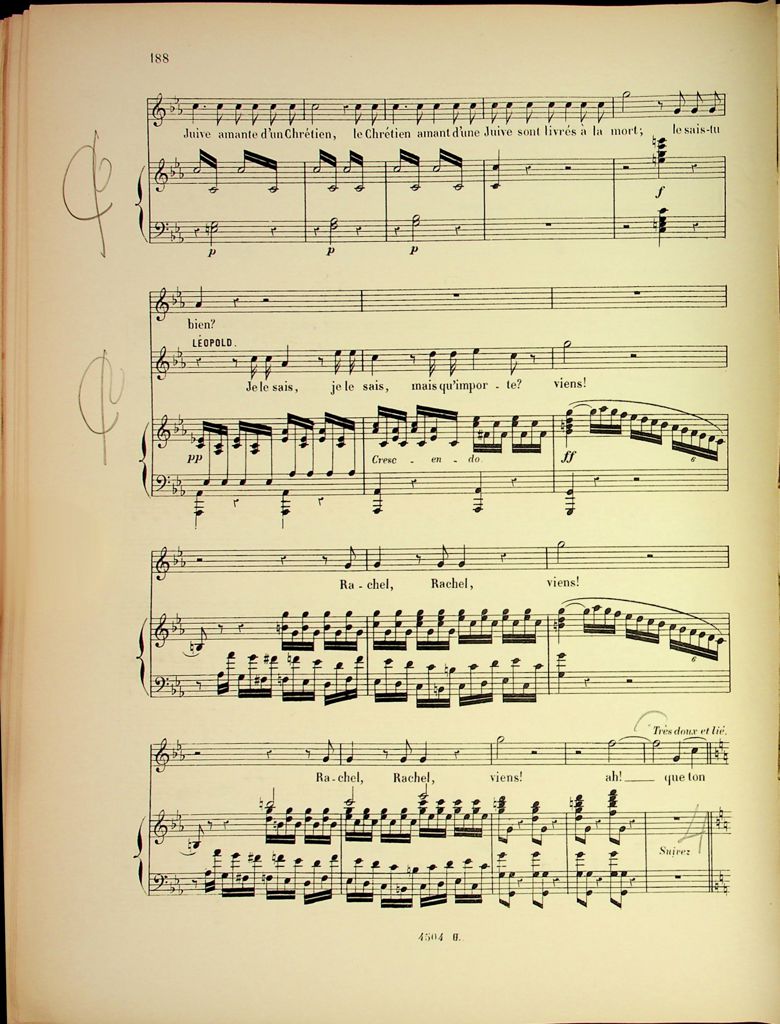 188
Juive amante d'un Chrétien, le Chrétien amant d'une Juive sont livrés à la mort; le sais-tu
f
p p p
bien?
LÉOPOLD.
Je le sais, je le sais, mais qu'impor - te? viens!
pp Cresc - en - do. ff
6
Ra - chel, Rachel, viens!
6
Très doux et lié.
Ra - chel, Rachel, viens! ah! que ton
Suivez
4
4504 G.